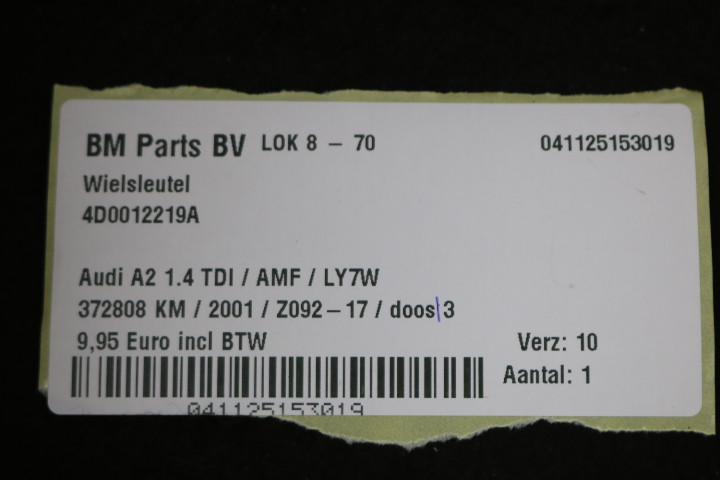 BM Parts BV LOK 8 - 70 041125153019
Wielsleutel
4D0012219A
Audi A2 1.4 TDI / AMF / LY7W
372808 KM / 2001 / Z092-17 / doos 3
9,95 Euro incl BTW Verz: 10
Aantal: 1
041125153019